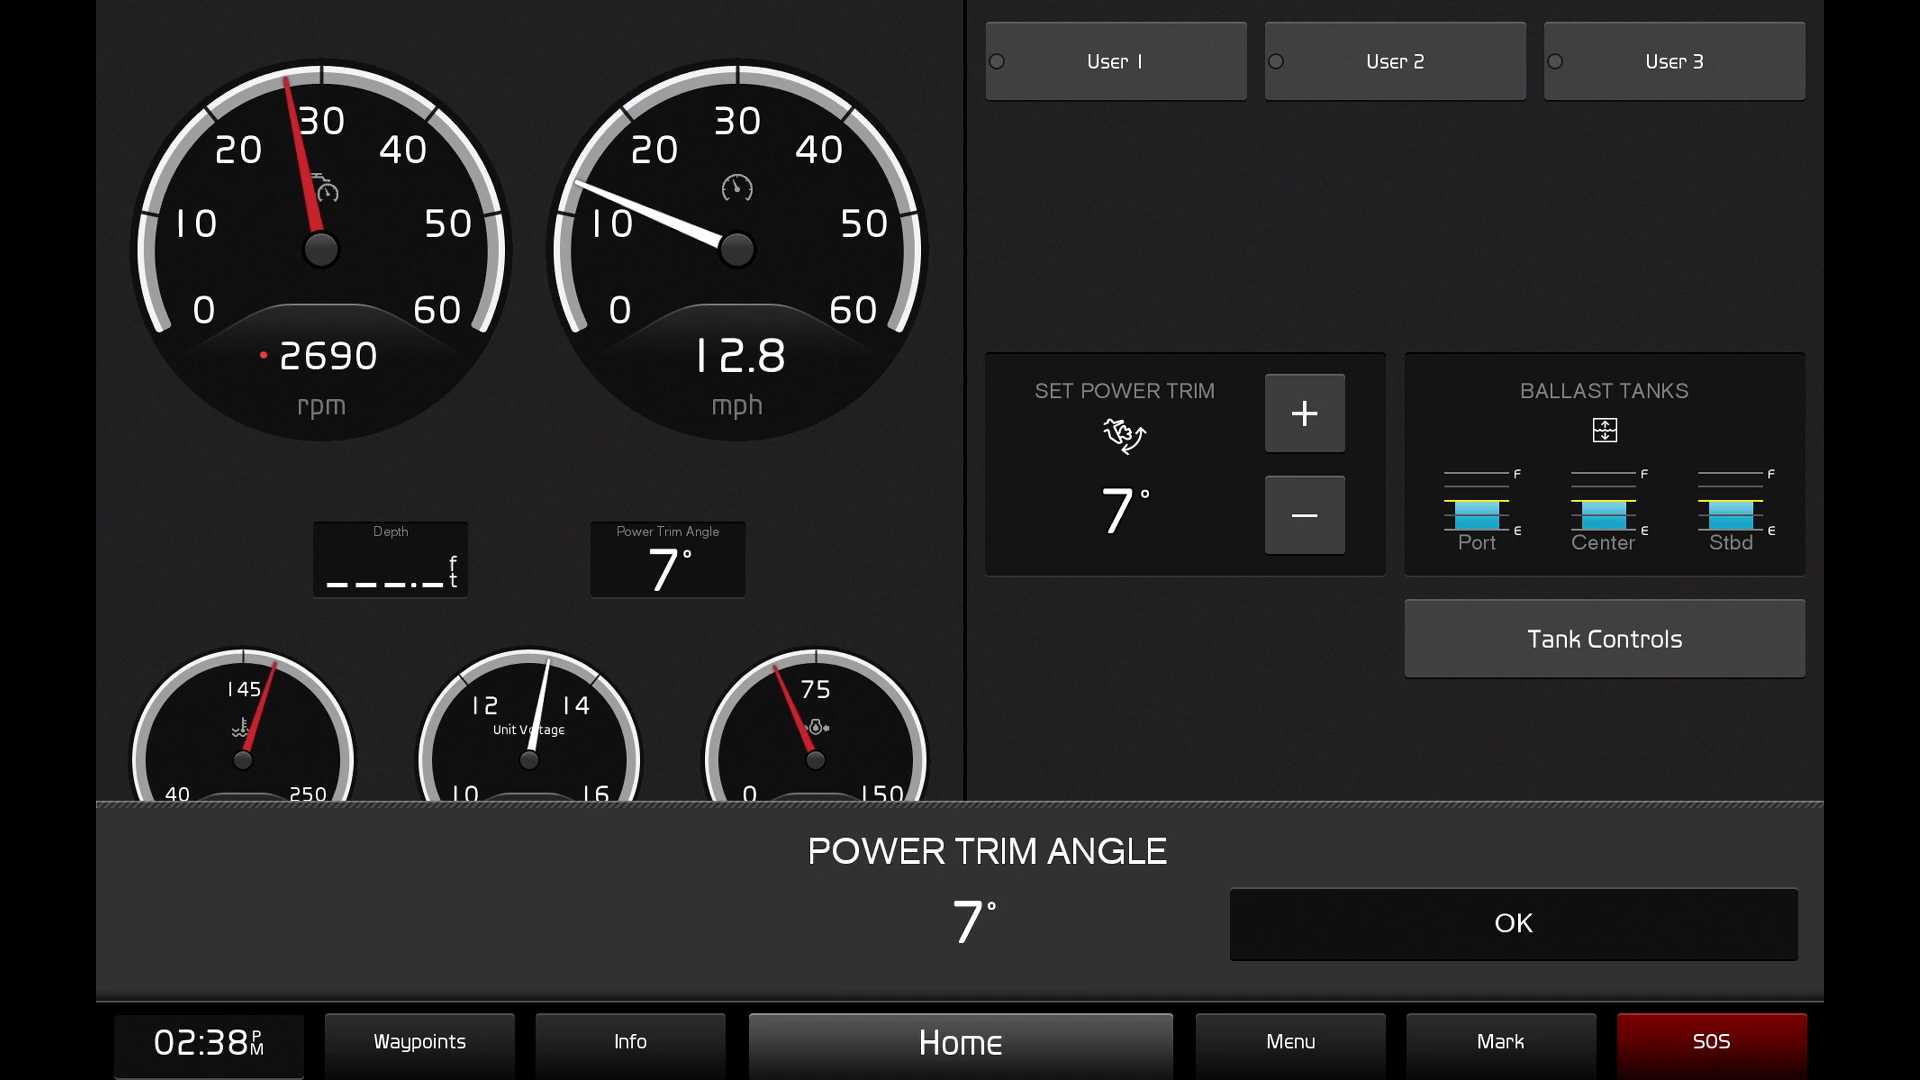 User 1
User 2
User 3
0
10
20
30
40
50
60
2690
rpm
0
10
20
30
40
50
60
12.8
mph
SET POWER TRIM
7°
+
−
BALLAST TANKS
F
E
Port
F
E
Center
F
E
Stbd
Tank Controls
Depth
_ _ _._ ft
Power Trim Angle
7°
40
145
250
10
12
14
16
0
75
150
POWER TRIM ANGLE
7°
OK
02:38 PM
Waypoints
Info
Home
Menu
Mark
SOS